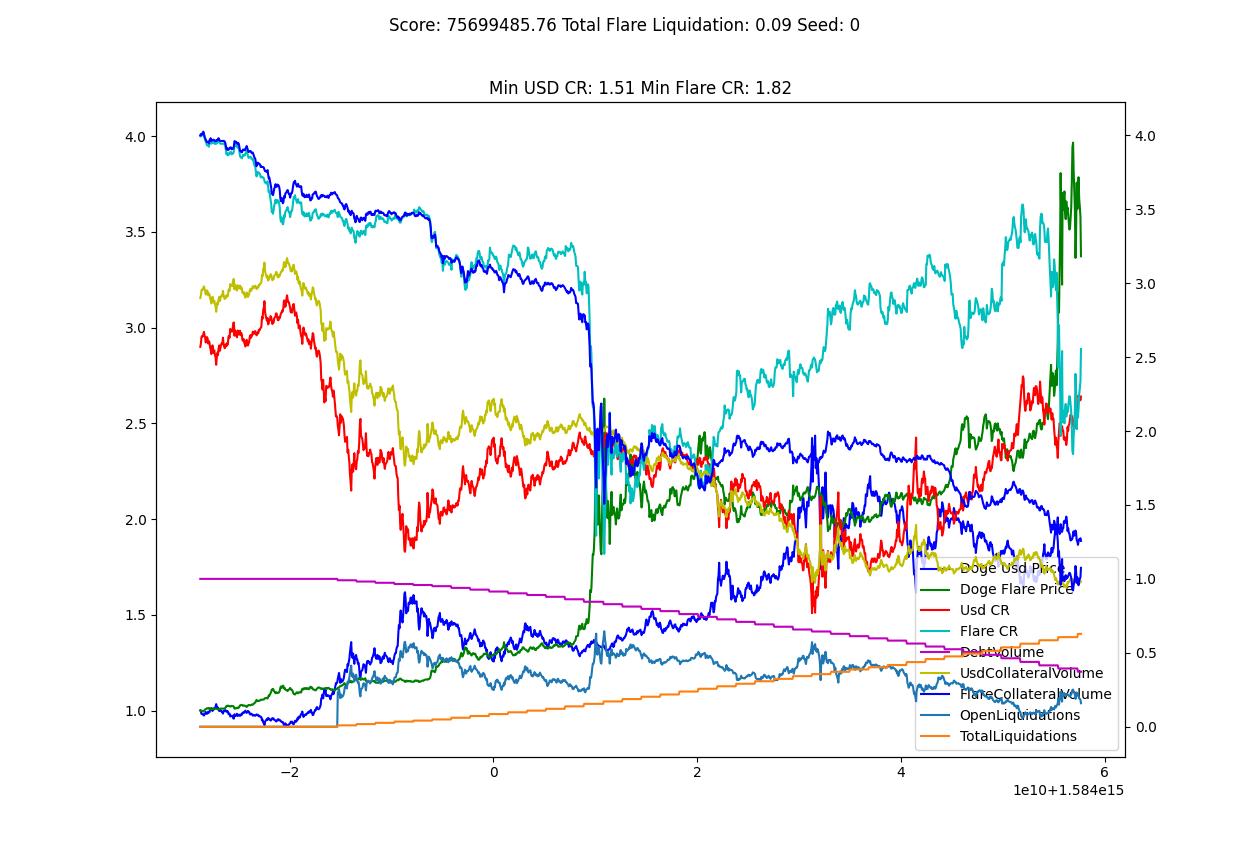 Score: 75699485.76 Total Flare Liquidation: 0.09 Seed: 0
Min USD CR: 1.51 Min Flare CR: 1.82
4.0
3.5
3.0
2.5
2.0
1.5
1.0
4.0
3.5
3.0
2.5
2.0
1.5
1.0
0.5
0.0
Doge Usd Price
Doge Flare Price
Usd CR
Flare CR
DebtVolume
UsdCollateralVolume
FlareCollateralVolume
OpenLiquidations
TotalLiquidations
−2 0 2 4 6
1e10+1.584e15